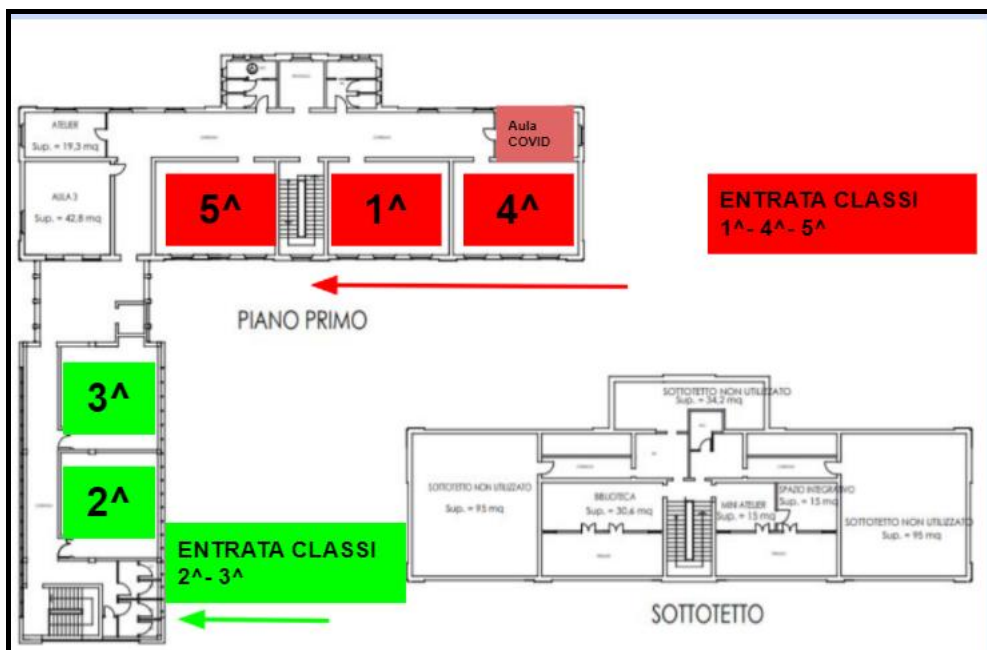 Aula
COVID
ATELIER
Sup. = 19,3 mq
AULA 3
Sup. = 42,8 mq
5^
1^
4^
ENTRATA CLASSI
1^- 4^- 5^
PIANO PRIMO
3^
2^
ENTRATA CLASSI
2^- 3^
SOTTOTETTO NON UTILIZZATO
Sup. = 34,2 mq
SOTTOTETTO NON UTILIZZATO
Sup. = 95 mq
BIBLIOTECA
Sup. = 30,6 mq
MINI ATELIER
Sup. = 15 mq
SPAZIO INTEGRATIVO
Sup. = 15 mq
SOTTOTETTO NON UTILIZZATO
Sup. = 95 mq
SOTTOTETTO